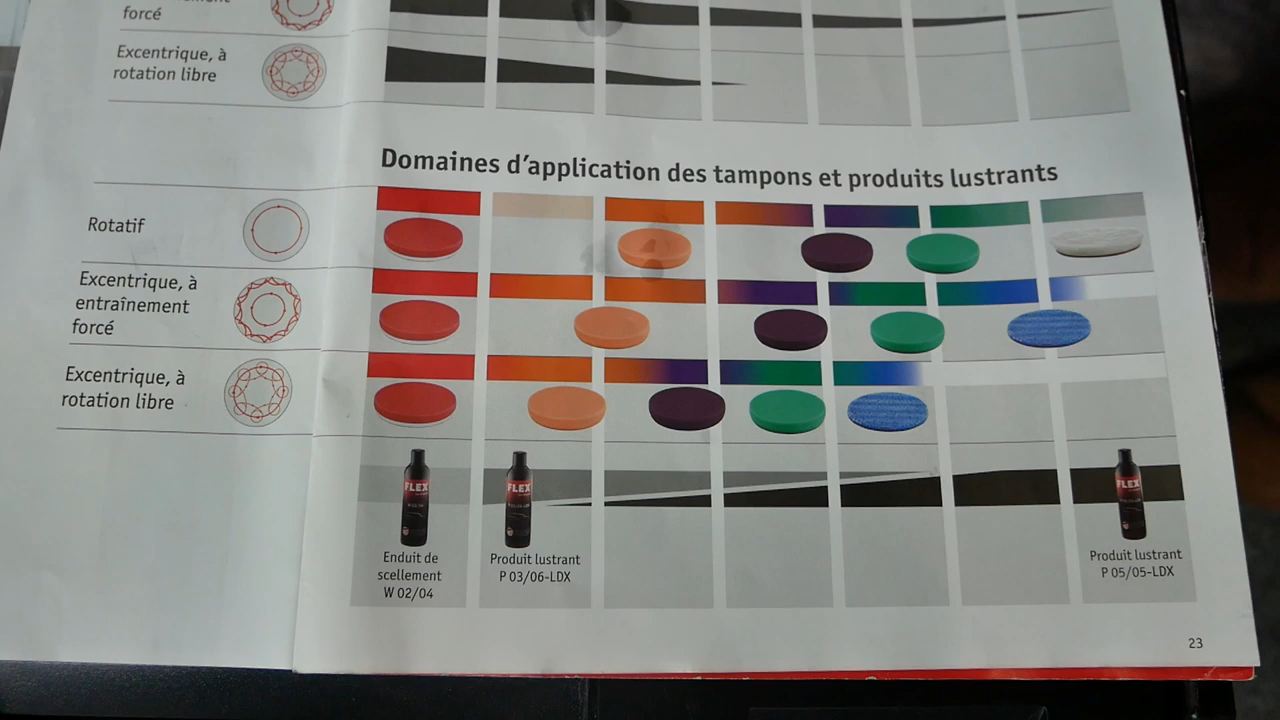 forcé
Excentrique, à
rotation libre
Domaines d'application des tampons et produits lustrants
Rotatif
Excentrique, à
entraînement
forcé
Excentrique, à
rotation libre
FLEX
FLEX
FLEX
Enduit de
scellement
W 02/04
Produit lustrant
P 03/06-LDX
Produit lustrant
P 05/05-LDX
23